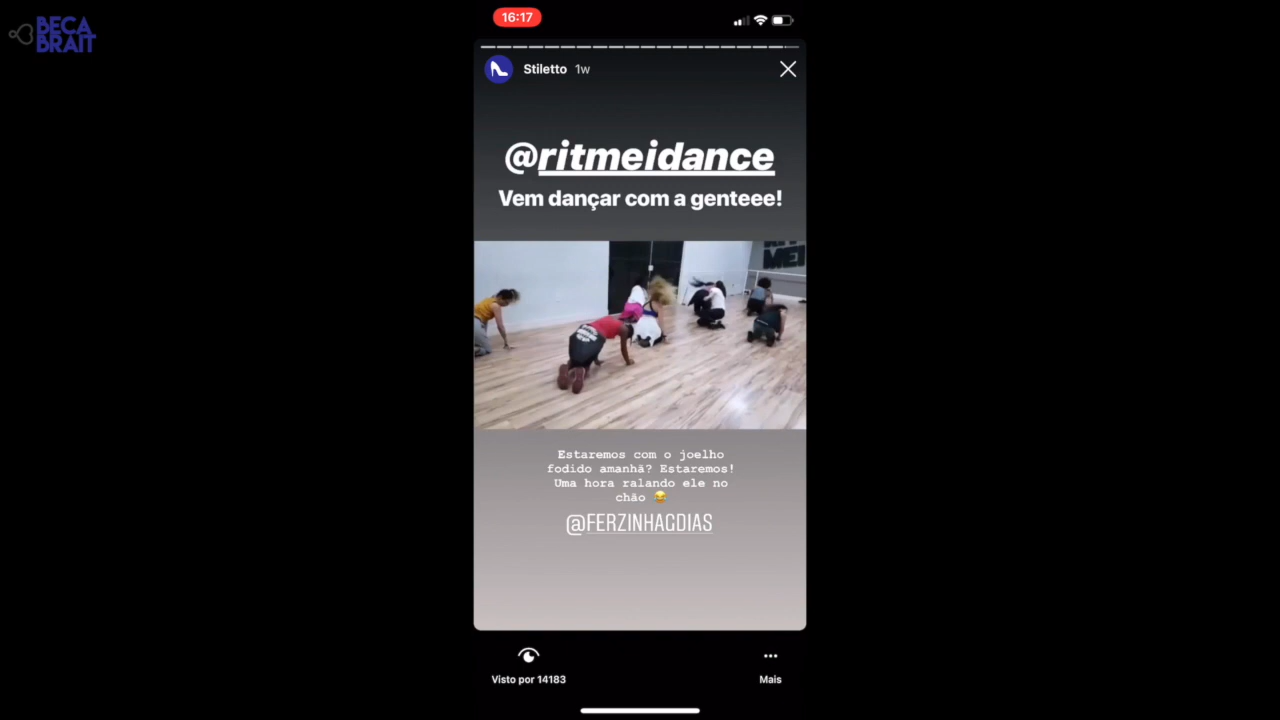 BECA
BRAIT
16:17
Stiletto 1w
@ritmeidance
Vem dançar com a genteee!
Estaremos com o joelho
fodido amanhã? Estaremos!
Uma hora ralando ele no
chão 😂
@FERZINHAGDIAS
Visto por 14183
Mais